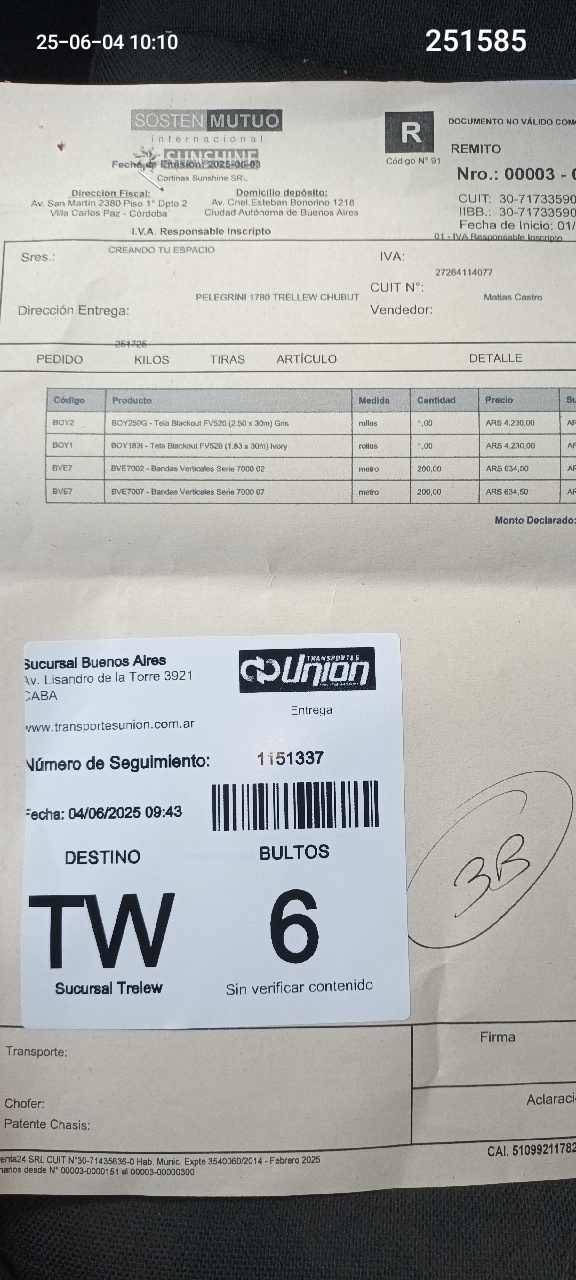 25-06-04 10:10
251585
SOSTEN MUTUO
internacional
SUNSHINE
Fecha de Emision: 2025-06-03
Cortinas Sunshine SRL.
Direccion Fiscal:
Av. San Martin 2380 Piso 1° Dpto 2
Villa Carlos Paz - Córdoba
Domicilio depósito:
Av. Cnel.Esteban Bonorino 1218
Ciudad Autónoma de Buenos Aires
I.V.A. Responsable Inscripto
R
Código N° 91
DOCUMENTO NO VÁLIDO COM
REMITO
Nro.: 00003 - 0
CUIT: 30-71733590
IIBB.: 30-71733590
Fecha de Inicio: 01/
01 - IVA Responsable Inscripto
Sres.: CREANDO TU ESPACIO
IVA:
27264114077
CUIT N°:
Dirección Entrega: PELEGRINI 1780 TRELLEW CHUBUT
Vendedor: Matias Castro
PEDIDO KILOS TIRAS ARTÍCULO DETALLE
Código Producto Medida Cantidad Precio Su
BOY2 BOY250G - Tela Blackout FV520 (2.50 x 30m) Gris rollos 1,00 ARS 4.230,00
BOY1 BOY183I - Tela Blackout FV520 (1.83 x 30m) Ivory rollos 1,00 ARS 4.230,00
BVE7 BVE7002 - Bandas Verticales Serie 7000 02 metro 200,00 ARS 634,50
BVE7 BVE7007 - Bandas Verticales Serie 7000 07 metro 200,00 ARS 634,50
Monto Declarado:
Sucursal Buenos Aires
Av. Lisandro de la Torre 3921
CABA
www.transportesunion.com.ar
TRANSPORTES
Union
Entrega
Número de Seguimiento: 1151337
Fecha: 04/06/2025 09:43
DESTINO BULTOS
TW 6
Sucursal Trelew Sin verificar contenido
3B
Transporte:
Chofer:
Patente Chasis:
Firma
Aclaraci
enta24 SRL CUIT N°30-71435636-0 Hab. Munic. Expte 3540060/2014 - Febrero 2025
narios desde N° 00003-0000151 al 00003-00000300
CAI. 51099211782